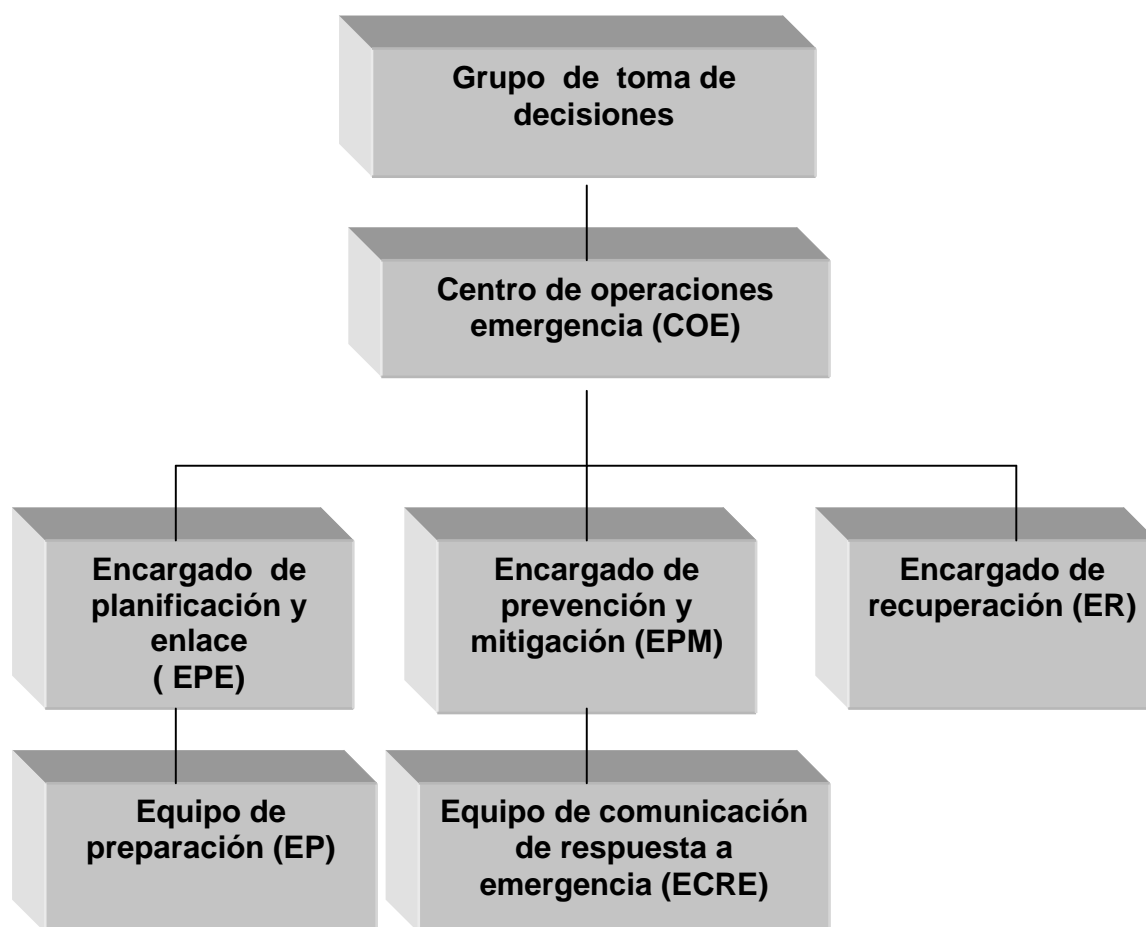 Grupo de toma de
decisiones
Centro de operaciones
emergencia (COE)
Encargado de
planificación y
enlace
( EPE)
Encargado de
prevención y
mitigación (EPM)
Encargado de
recuperación (ER)
Equipo de
preparación (EP)
Equipo de comunicación
de respuesta a
emergencia (ECRE)